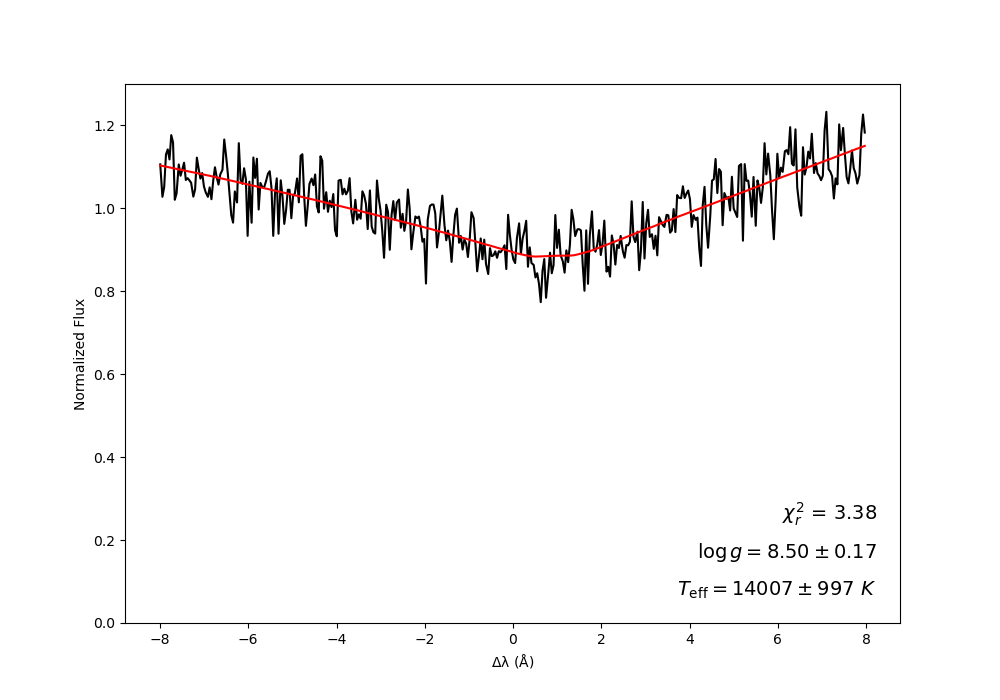 1.2
1.0
0.8
0.6
0.4
0.2
0.0
Normalized Flux
χ²ᵣ = 3.38
log g = 8.50 ± 0.17
T_eff = 14007 ± 997 K
−8 −6 −4 −2 0 2 4 6 8
Δλ (Å)